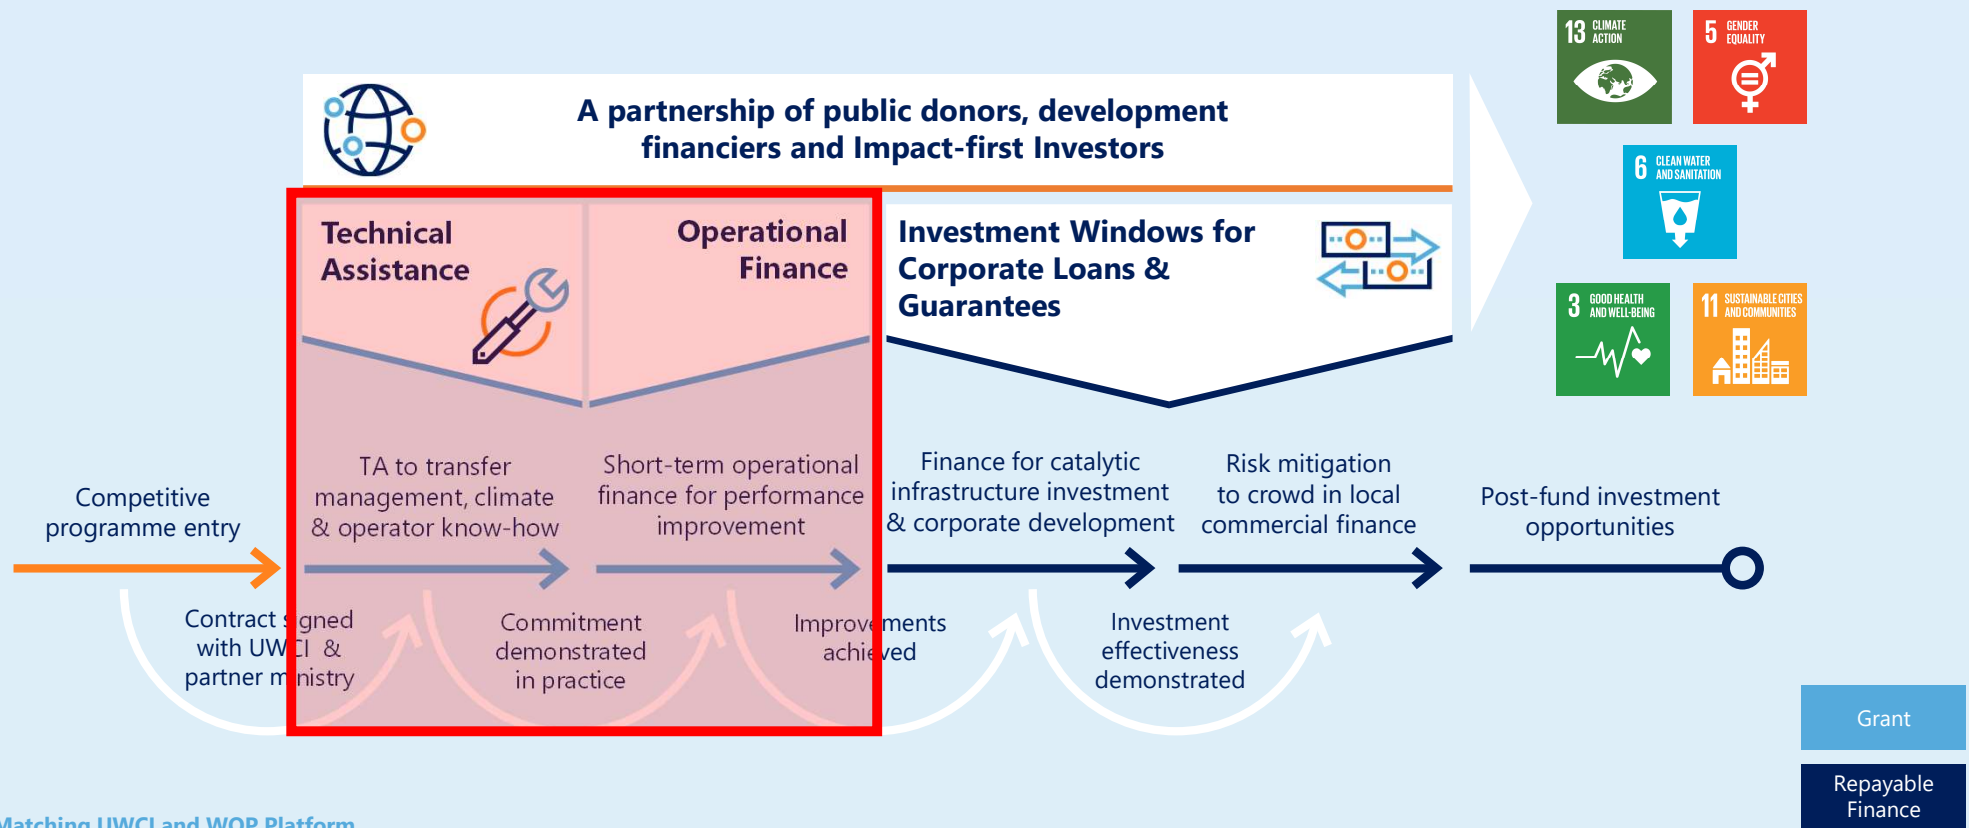 13 CLIMATE
ACTION
5 GENDER
EQUALITY
6 CLEAN WATER
AND SANITATION
3 GOOD HEALTH
AND WELL-BEING
11 SUSTAINABLE CITIES
AND COMMUNITIES
A partnership of public donors, development
financiers and Impact-first Investors
Technical
Assistance
Operational
Finance
Investment Windows for
Corporate Loans &
Guarantees
Competitive
programme entry
TA to transfer
management, climate
& operator know-how
Short-term operational
finance for performance
improvement
Finance for catalytic
infrastructure investment
& corporate development
Risk mitigation
to crowd in local
commercial finance
Post-fund investment
opportunities
Contract signed
with UWCI &
partner ministry
Commitment
demonstrated
in practice
Improvements
achieved
Investment
effectiveness
demonstrated
Grant
Repayable
Finance
Matching UWCI and WOP Platform